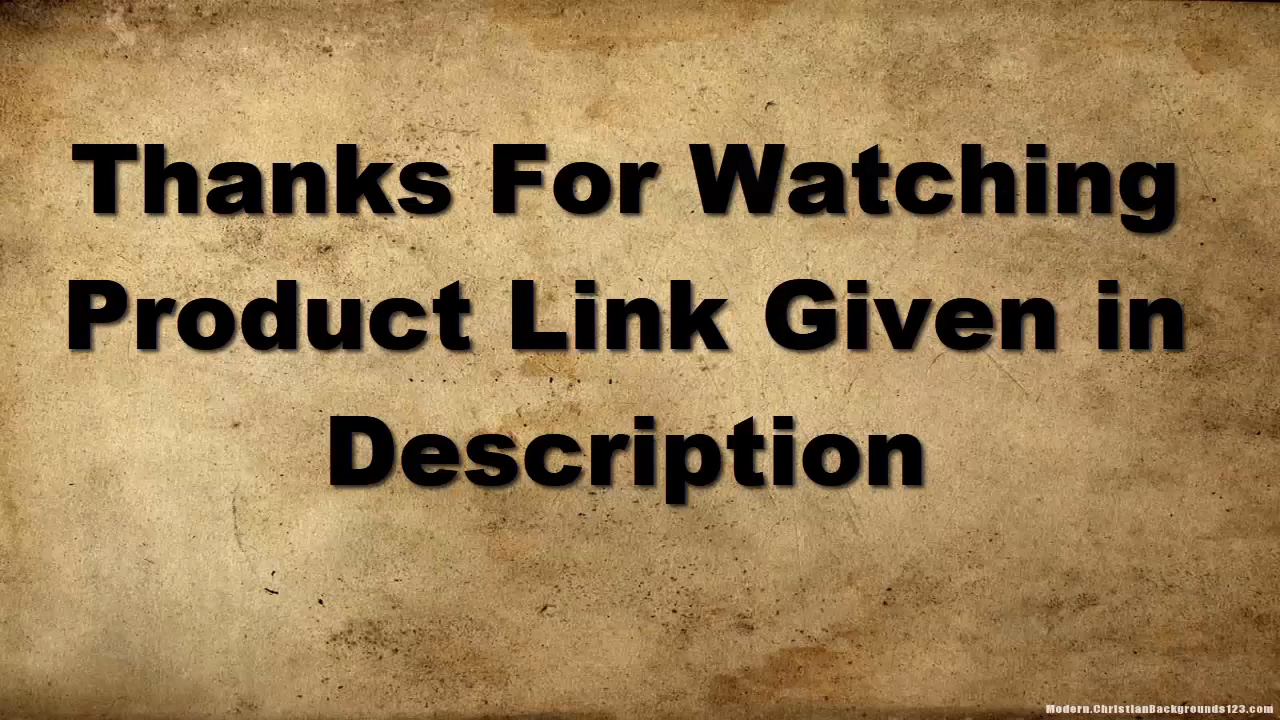 Thanks For Watching
Product Link Given in
Description
Modern.ChristianBackgrounds123.com